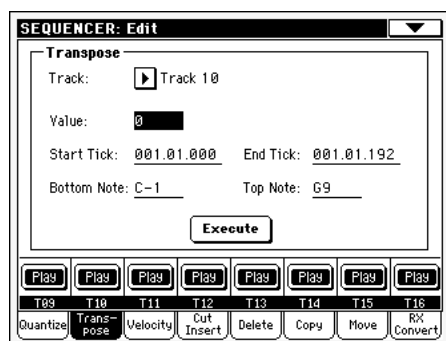 SEQUENCER: Edit
Transpose
Track: Track 10
Value: 0
Start Tick: 001.01.000 End Tick: 001.01.192
Bottom Note: C-1 Top Note: G9
Execute
Play Play Play Play Play Play Play Play
T09 T10 T11 T12 T13 T14 T15 T16
Quantize Trans-pose Velocity Cut Insert Delete Copy Move RX Convert